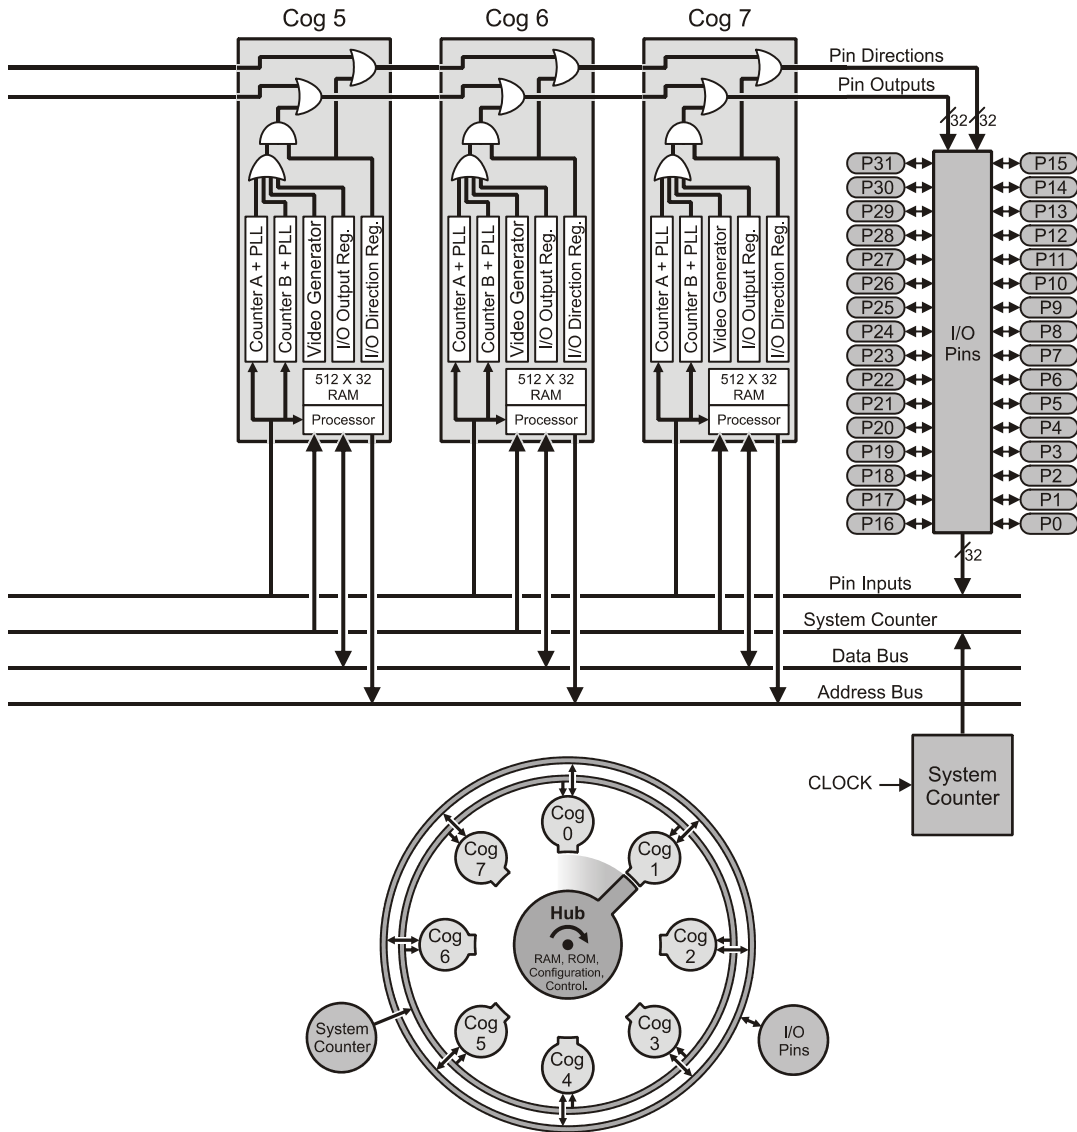 Cog 5
Cog 6
Cog 7
Pin Directions
Pin Outputs
32
32
Counter A + PLL
Counter B + PLL
Video Generator
I/O Output Reg.
I/O Direction Reg.
512 X 32
RAM
Processor
Counter A + PLL
Counter B + PLL
Video Generator
I/O Output Reg.
I/O Direction Reg.
512 X 32
RAM
Processor
Counter A + PLL
Counter B + PLL
Video Generator
I/O Output Reg.
I/O Direction Reg.
512 X 32
RAM
Processor
P31
P30
P29
P28
P27
P26
P25
P24
P23
P22
P21
P20
P19
P18
P17
P16
I/O
Pins
P15
P14
P13
P12
P11
P10
P9
P8
P7
P6
P5
P4
P3
P2
P1
P0
32
Pin Inputs
System Counter
Data Bus
Address Bus
CLOCK
System
Counter
Cog
0
Cog
1
Cog
2
Cog
3
Cog
4
Cog
5
Cog
6
Cog
7
Hub
RAM, ROM,
Configuration,
Control.
System
Counter
I/O
Pins